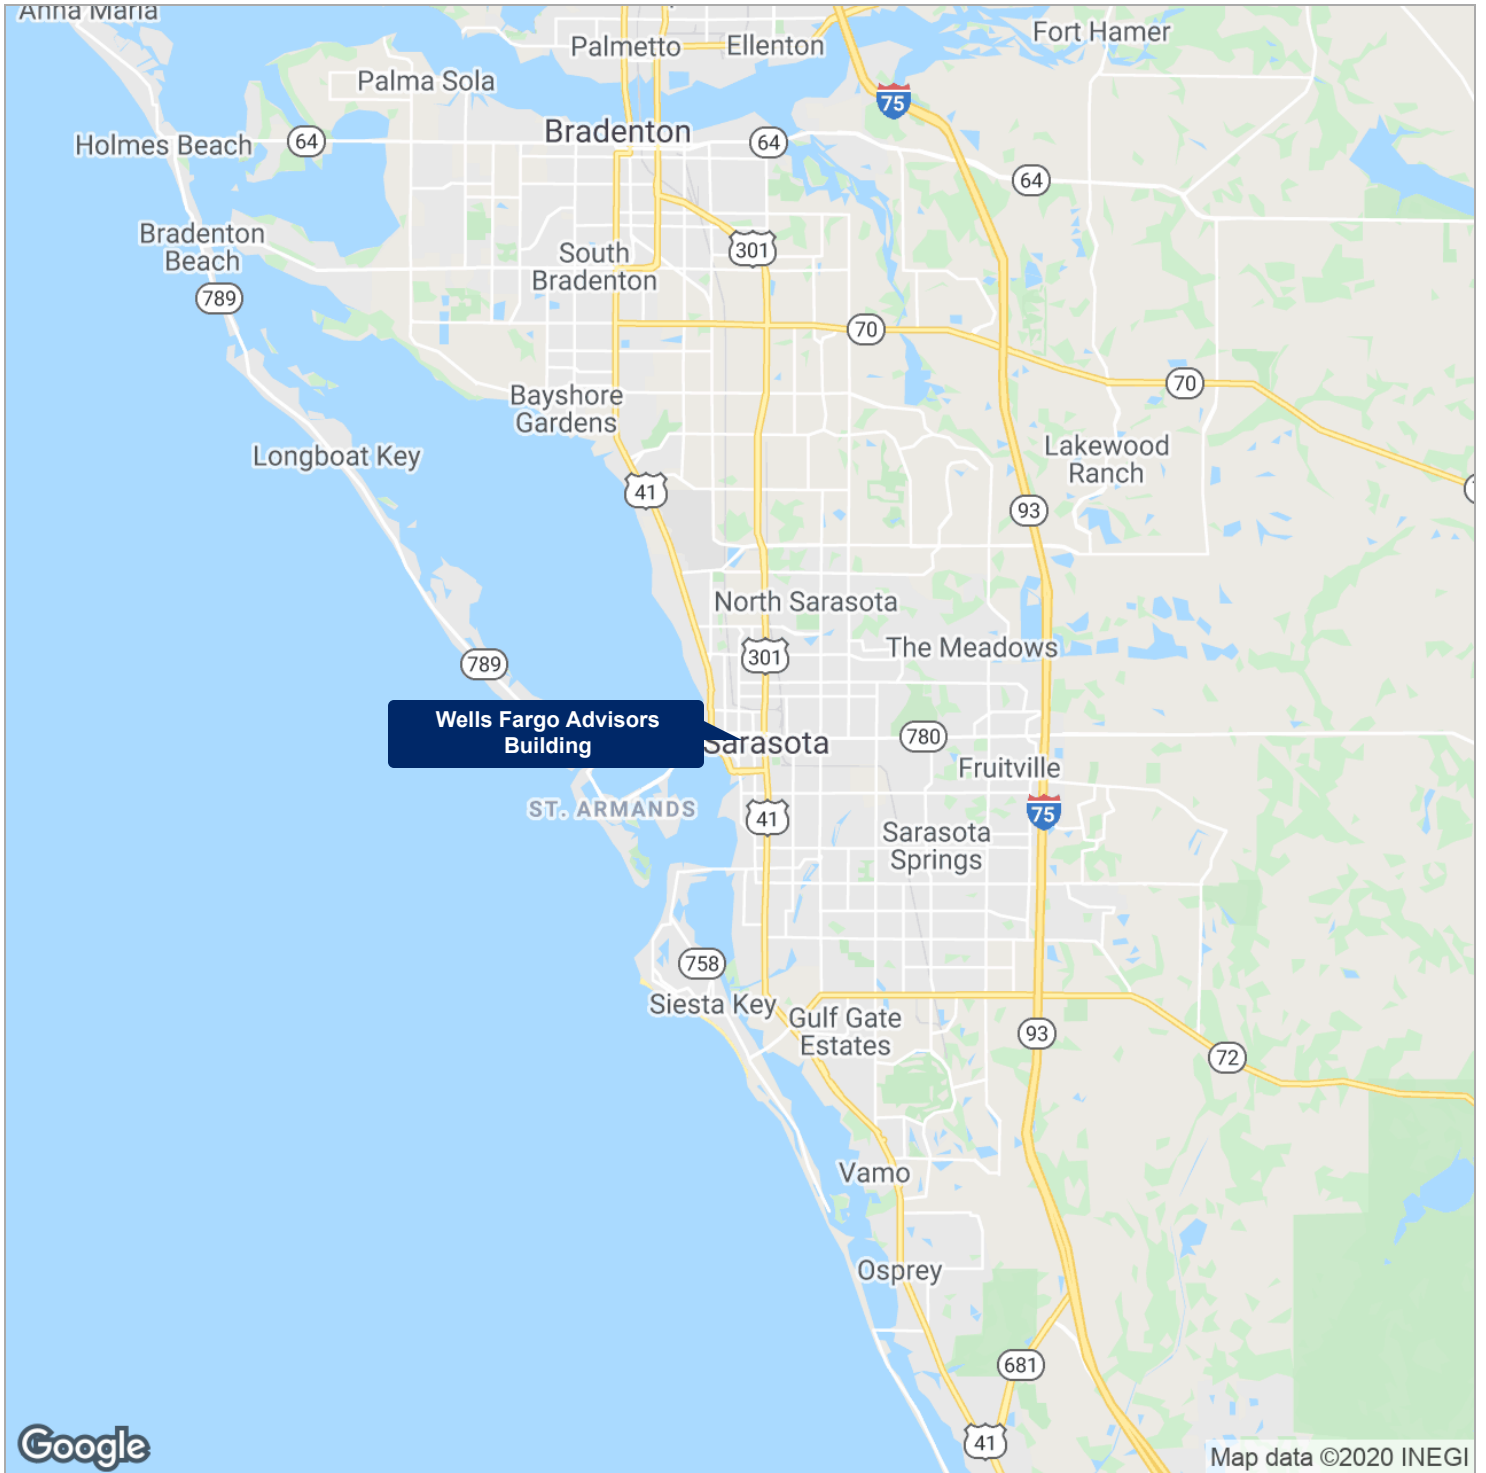 Anna Maria
Fort Hamer
Palmetto
Ellenton
Palma Sola
75
Bradenton
64
64
Holmes Beach
64
Bradenton
Beach
301
South
Bradenton
789
70
70
Bayshore
Gardens
Lakewood
Ranch
Longboat Key
41
93
North Sarasota
The Meadows
301
789
Wells Fargo Advisors
Building
Sarasota
780
Fruitville
ST. ARMANDS
41
75
Sarasota
Springs
758
Siesta Key
Gulf Gate
Estates
93
72
Vamo
Osprey
681
41
Google
Map data ©2020 INEGI